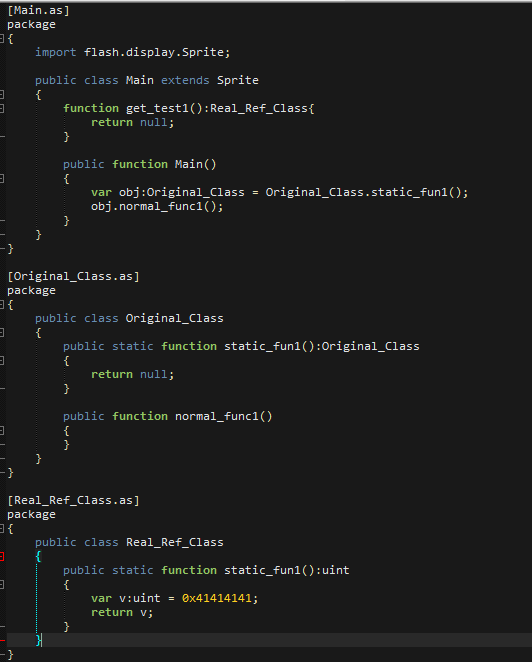 [Main.as]
package
{
import flash.display.Sprite;
public class Main extends Sprite
{
function get_test1():Real_Ref_Class{
return null;
}
public function Main()
{
var obj:Original_Class = Original_Class.static_fun1();
obj.normal_func1();
}
}
}
[Original_Class.as]
package
{
public class Original_Class
{
public static function static_fun1():Original_Class
{
return null;
}
public function normal_func1()
{
}
}
}
[Real_Ref_Class.as]
package
{
public class Real_Ref_Class
{
public static function static_fun1():uint
{
var v:uint = 0x41414141;
return v;
}
}
}